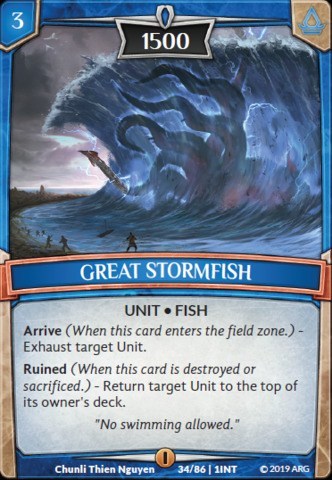 3
1500
GREAT STORMFISH
UNIT ● FISH
Arrive (When this card enters the field zone.) -
Exhaust target Unit.
Ruined (When this card is destroyed or
sacrificed.) - Return target Unit to the top of
its owner's deck.
"No swimming allowed."
I
Chunli Thien Nguyen 34/86 | 1INT © 2019 ARG